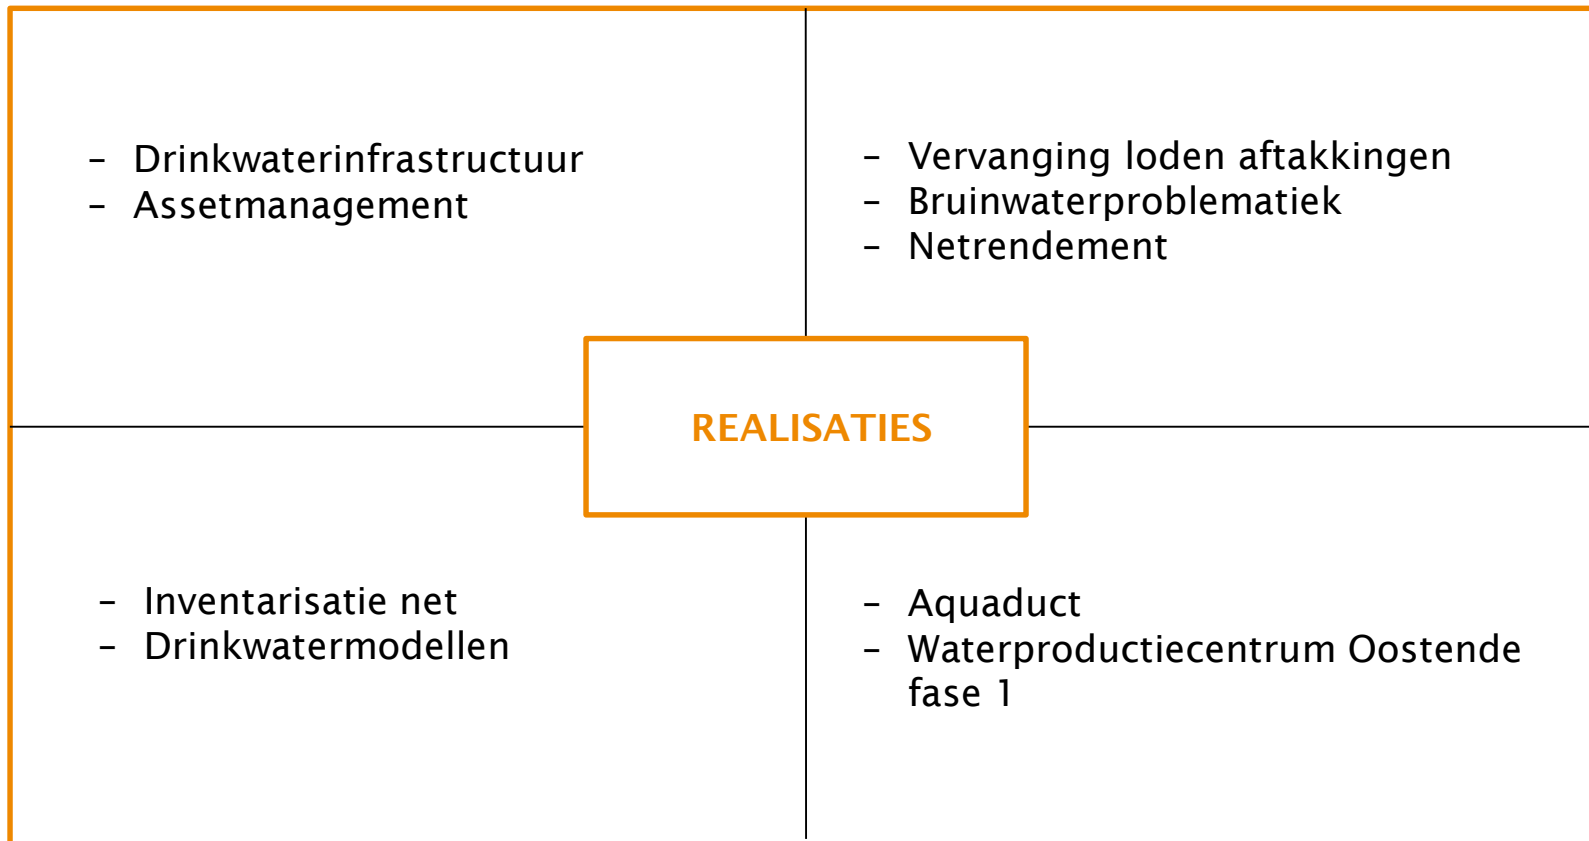 - Drinkwaterinfrastructuur
- Assetmanagement
- Vervanging loden aftakkingen
- Bruinwaterproblematiek
- Netrendement
REALISATIES
- Inventarisatie net
- Drinkwatermodellen
- Aquaduct
- Waterproductiecentrum Oostende
fase 1